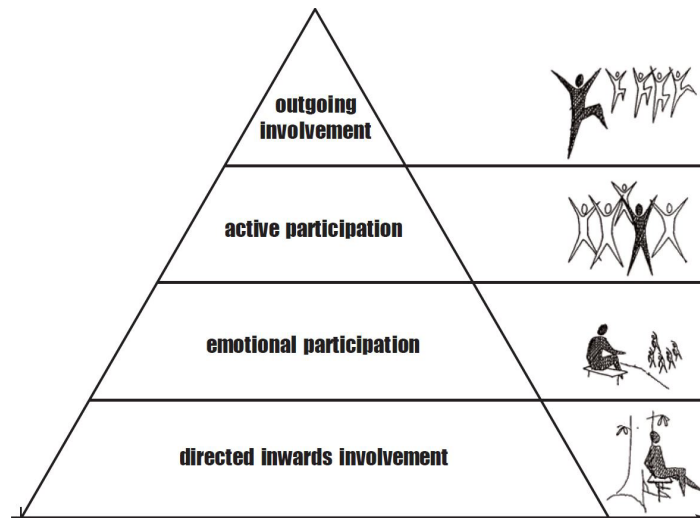 outgoing
involvement
active participation
emotional participation
directed inwards involvement